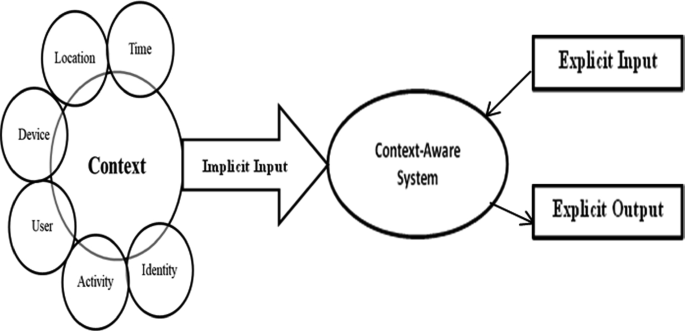 Time
Location
Device
Context
User
Activity
Identity
Implicit Input
Context-Aware
System
Explicit Input
Explicit Output